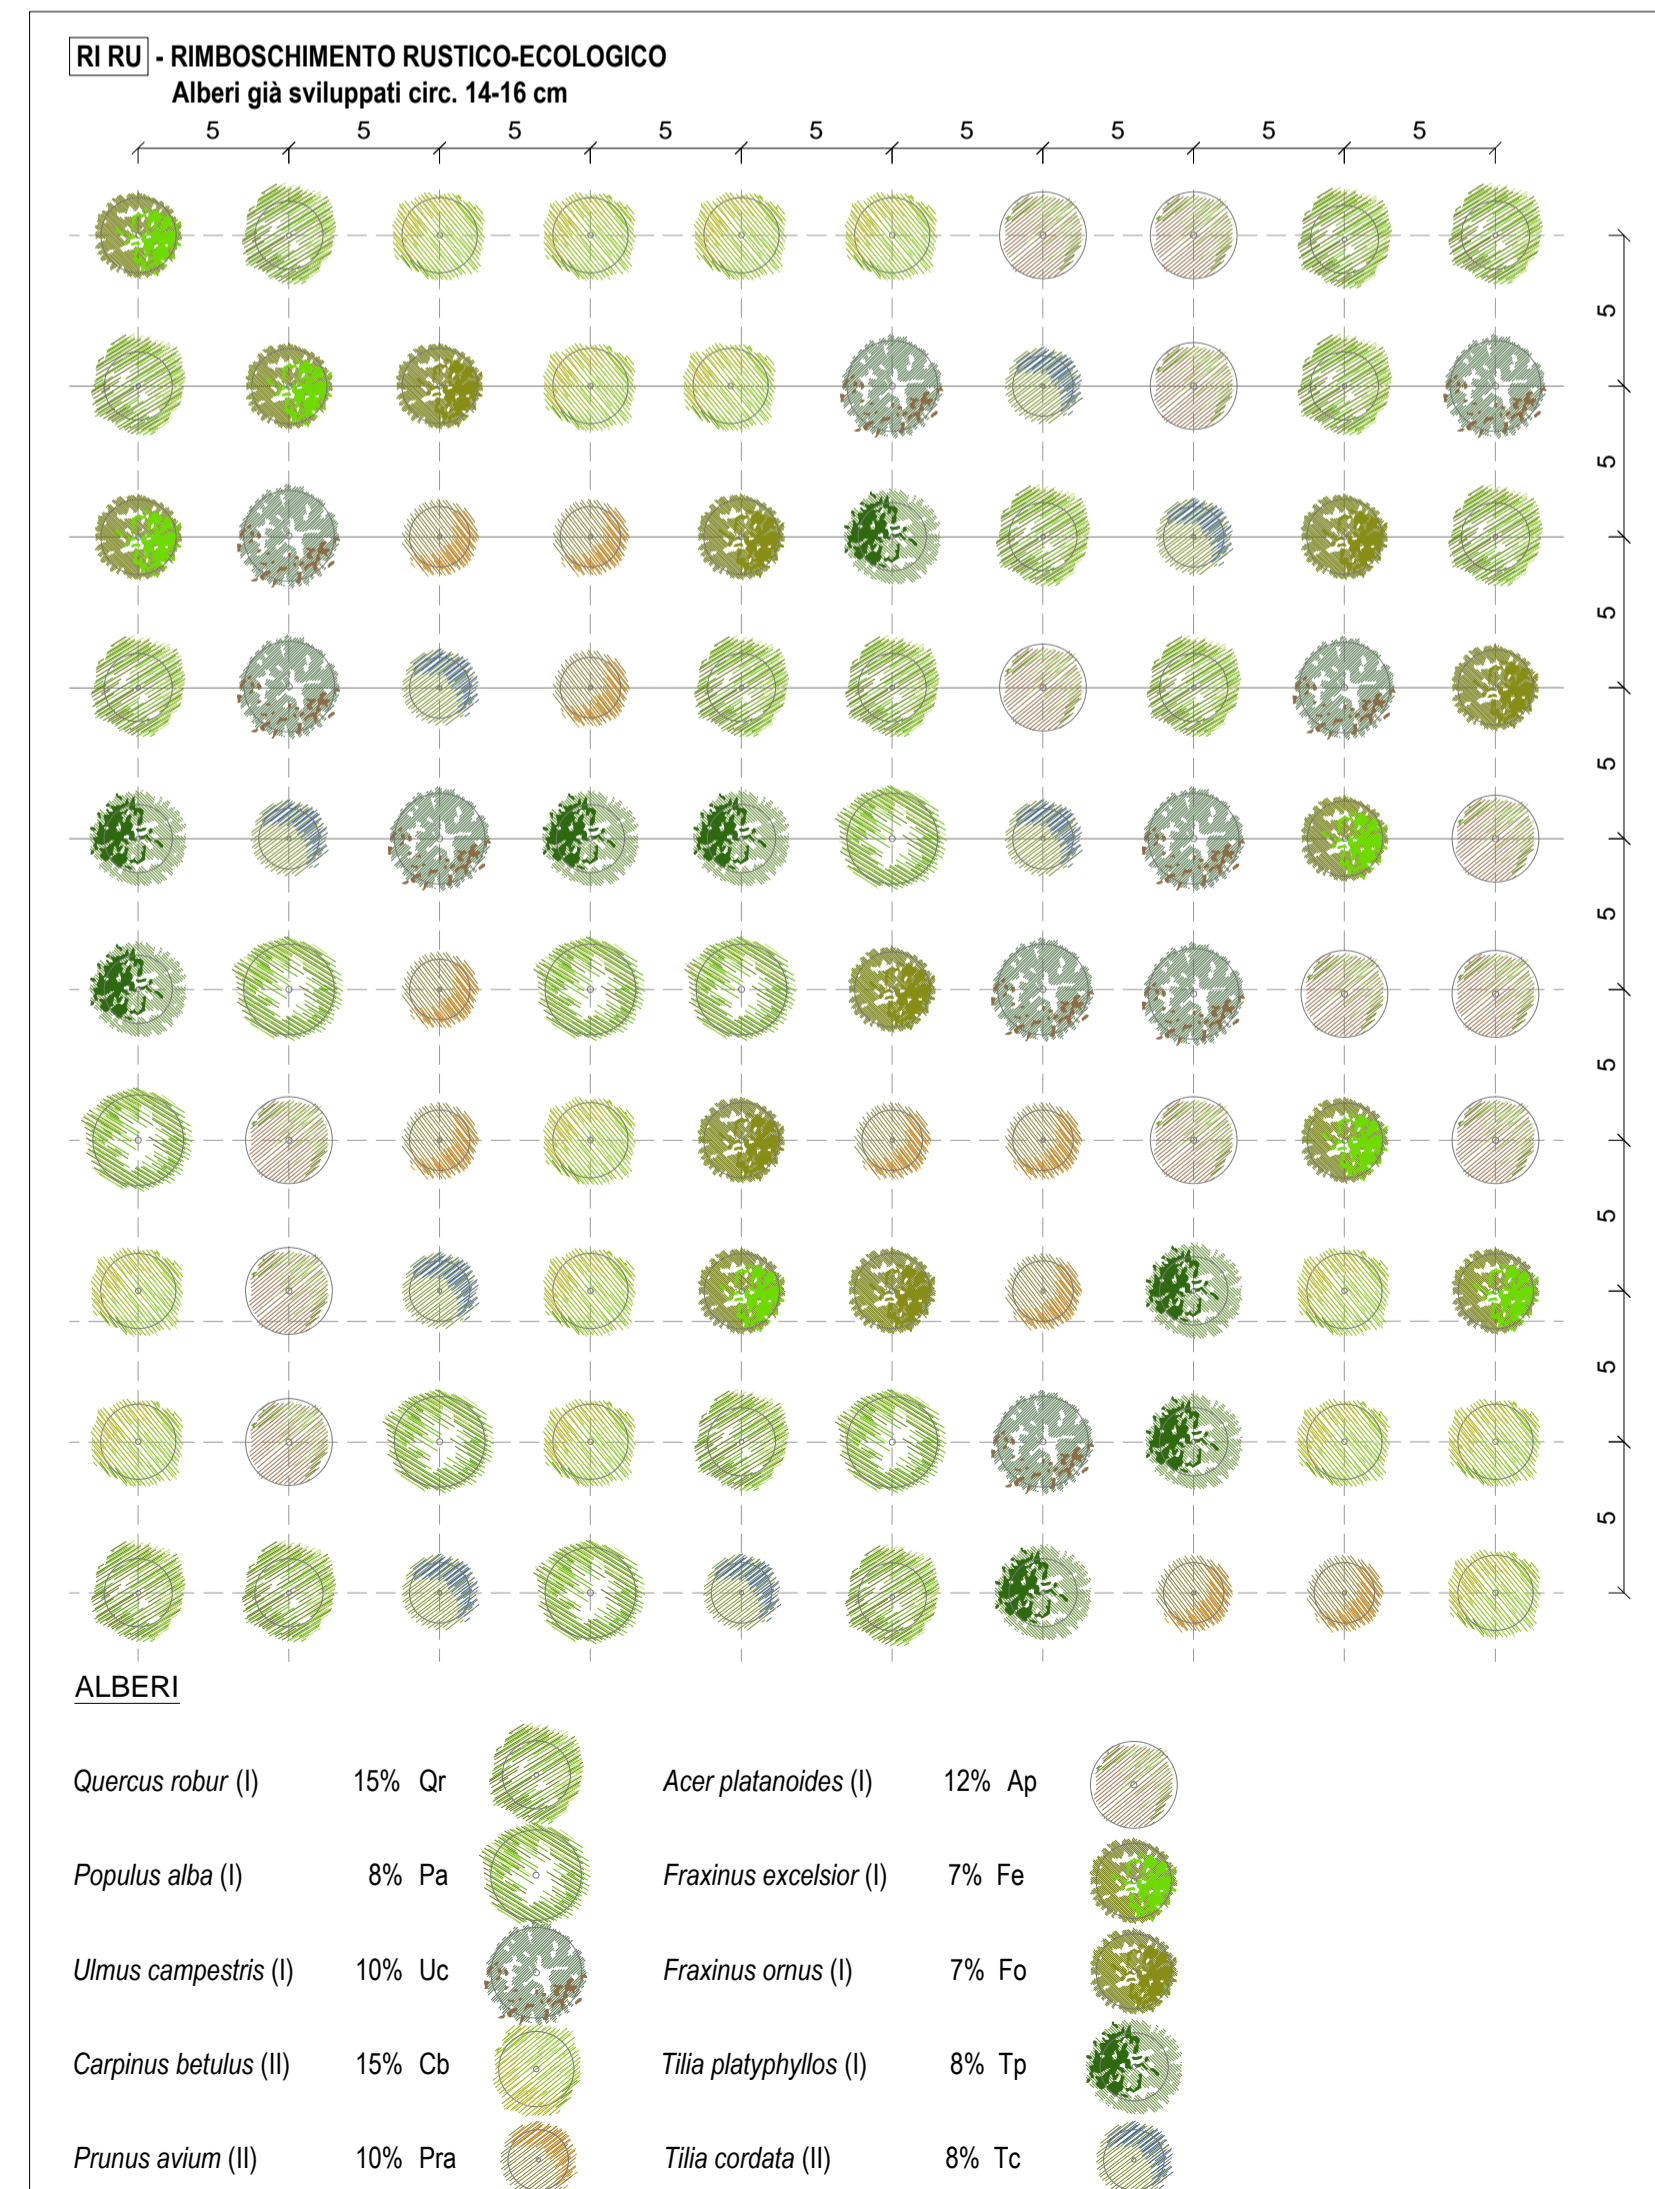 RI RU - RIMBOSCHIMENTO RUSTICO-ECOLOGICO
Alberi già sviluppati circ. 14-16 cm
5 5 5 5 5 5 5 5 5
5
5
5
5
5
5
5
5
5
ALBERI
Quercus robur (I) 15% Qr Acer platanoides (I) 12% Ap
Populus alba (I) 8% Pa Fraxinus excelsior (I) 7% Fe
Ulmus campestris (I) 10% Uc Fraxinus ornus (I) 7% Fo
Carpinus betulus (II) 15% Cb Tilia platyphyllos (I) 8% Tp
Prunus avium (II) 10% Pra Tilia cordata (II) 8% Tc